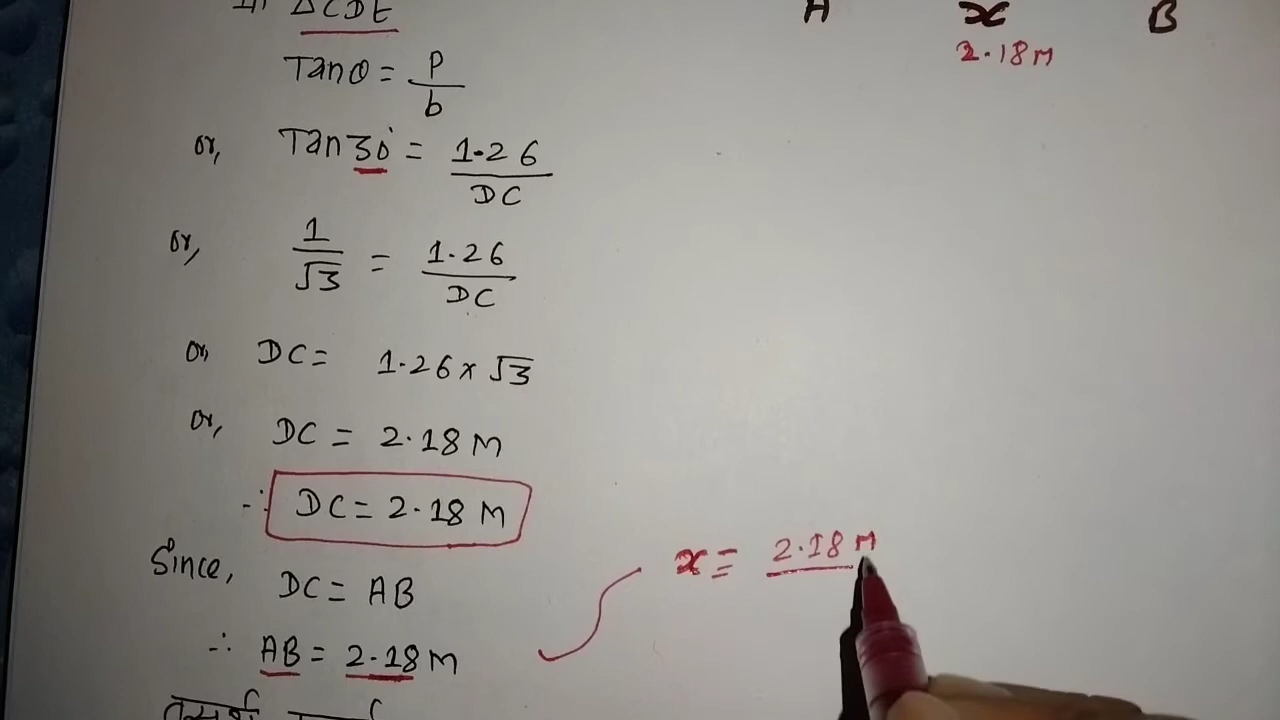 ΔCDE
A x B
2.18 M
Tanθ = P/b
or, Tan30° = 1.26/DC
or, 1/√3 = 1.26/DC
or, DC = 1.26 × √3
or, DC = 2.18 M
∴ DC = 2.18 M
x = 2.18 M
Since, DC = AB
∴ AB = 2.18 M